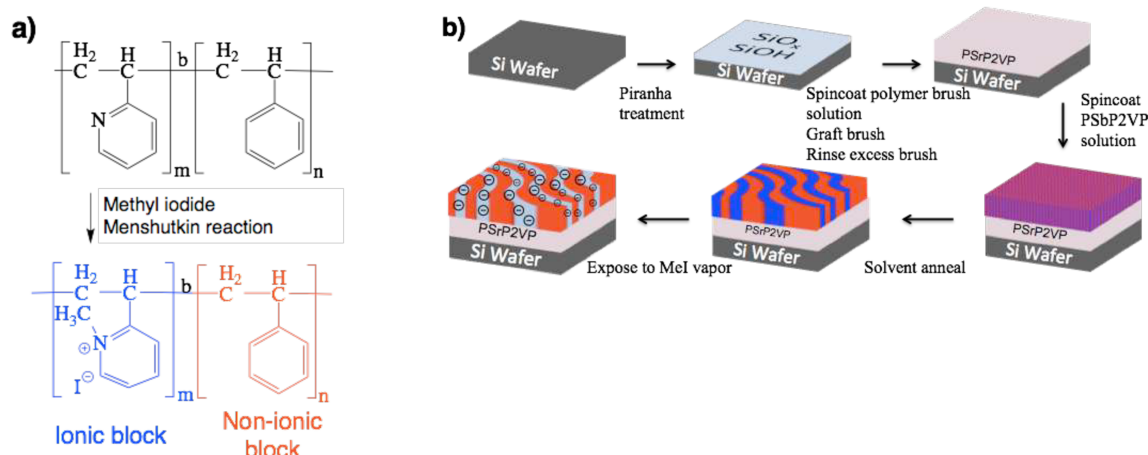 a)
H2 H b H2 H
C C C C
N
m n
Methyl iodide
Menshutkin reaction
H2 H b H2 H
C C C C
H3C
N
⊕
I⊖
m n
Ionic block
Non-ionic
block
b)
Si Wafer
Piranha
treatment
SiOx
SiOH
Si Wafer
Spincoat polymer brush
solution
Graft brush
Rinse excess brush
PSrP2VP
Si Wafer
Spincoat
PSbP2VP
solution
PSrP2VP
Si Wafer
Solvent anneal
PSrP2VP
Si Wafer
Expose to MeI vapor
PSrP2VP
Si Wafer